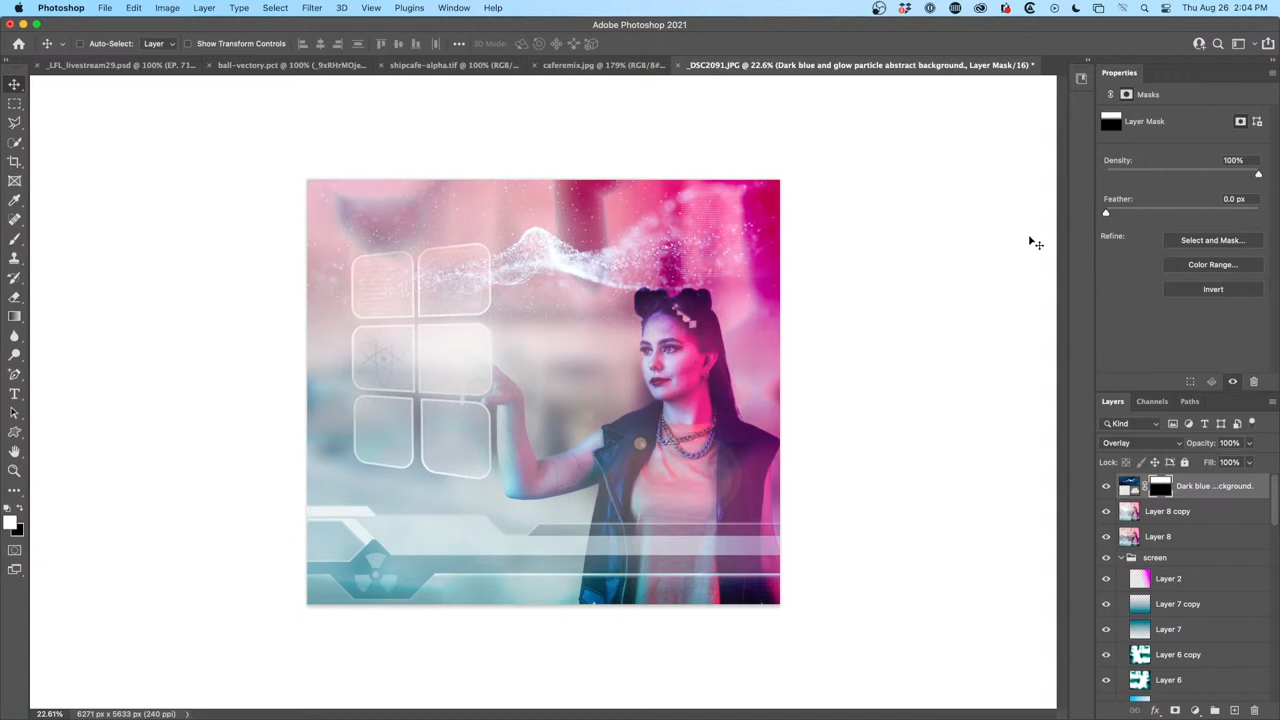 Photoshop File Edit Image Layer Type Select Filter 3D View Plugins Window Help Thu Aug 26 2:04 PM
Adobe Photoshop 2021
Auto-Select: Layer Show Transform Controls 3D Mode:
_LFL_livestream29.psd @ 100% (EP. 71... ball-vectory.pct @ 100% (_9xRHrMOje... shipcafe-alpha.tif @ 100% (RGB/... caferemix.jpg @ 179% (RGB/8#... _DSC2091.JPG @ 22.6% (Dark blue and glow particle abstract background., Layer Mask/16) *
Properties
Masks
Layer Mask
Density: 100%
Feather: 0.0 px
Refine: Select and Mask...
Color Range...
Invert
Layers Channels Paths
Kind
Overlay Opacity: 100%
Lock: Fill: 100%
Dark blue ...ckground.
Layer 8 copy
Layer 8
screen
Layer 2
Layer 7 copy
Layer 7
Layer 6 copy
Layer 6
22.61% 6271 px x 5633 px (240 ppi)